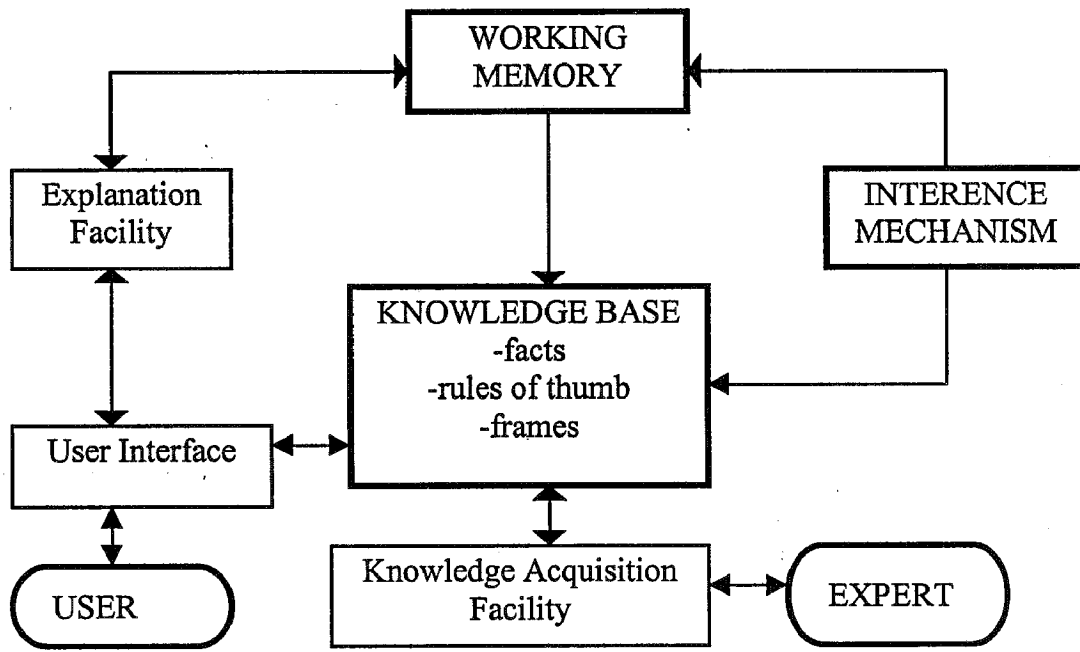 WORKING
MEMORY
Explanation
Facility
INTERENCE
MECHANISM
KNOWLEDGE BASE
-facts
-rules of thumb
-frames
User Interface
Knowledge Acquisition
Facility
USER
EXPERT